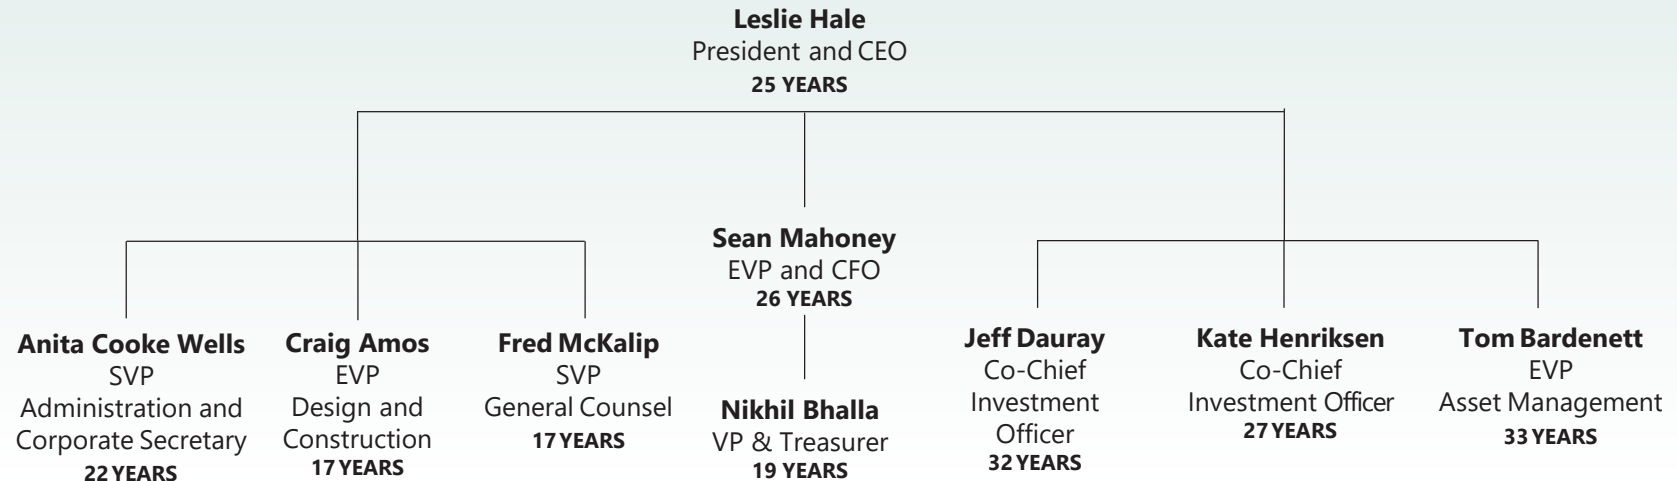 Leslie Hale
President and CEO
25 YEARS
Sean Mahoney
EVP and CFO
26 YEARS
Anita Cooke Wells
SVP
Administration and
Corporate Secretary
22 YEARS
Craig Amos
EVP
Design and
Construction
17 YEARS
Fred McKalip
SVP
General Counsel
17 YEARS
Nikhil Bhalla
VP & Treasurer
19 YEARS
Jeff Dauray
Co-Chief
Investment
Officer
32 YEARS
Kate Henriksen
Co-Chief
Investment Officer
27 YEARS
Tom Bardenett
EVP
Asset Management
33 YEARS